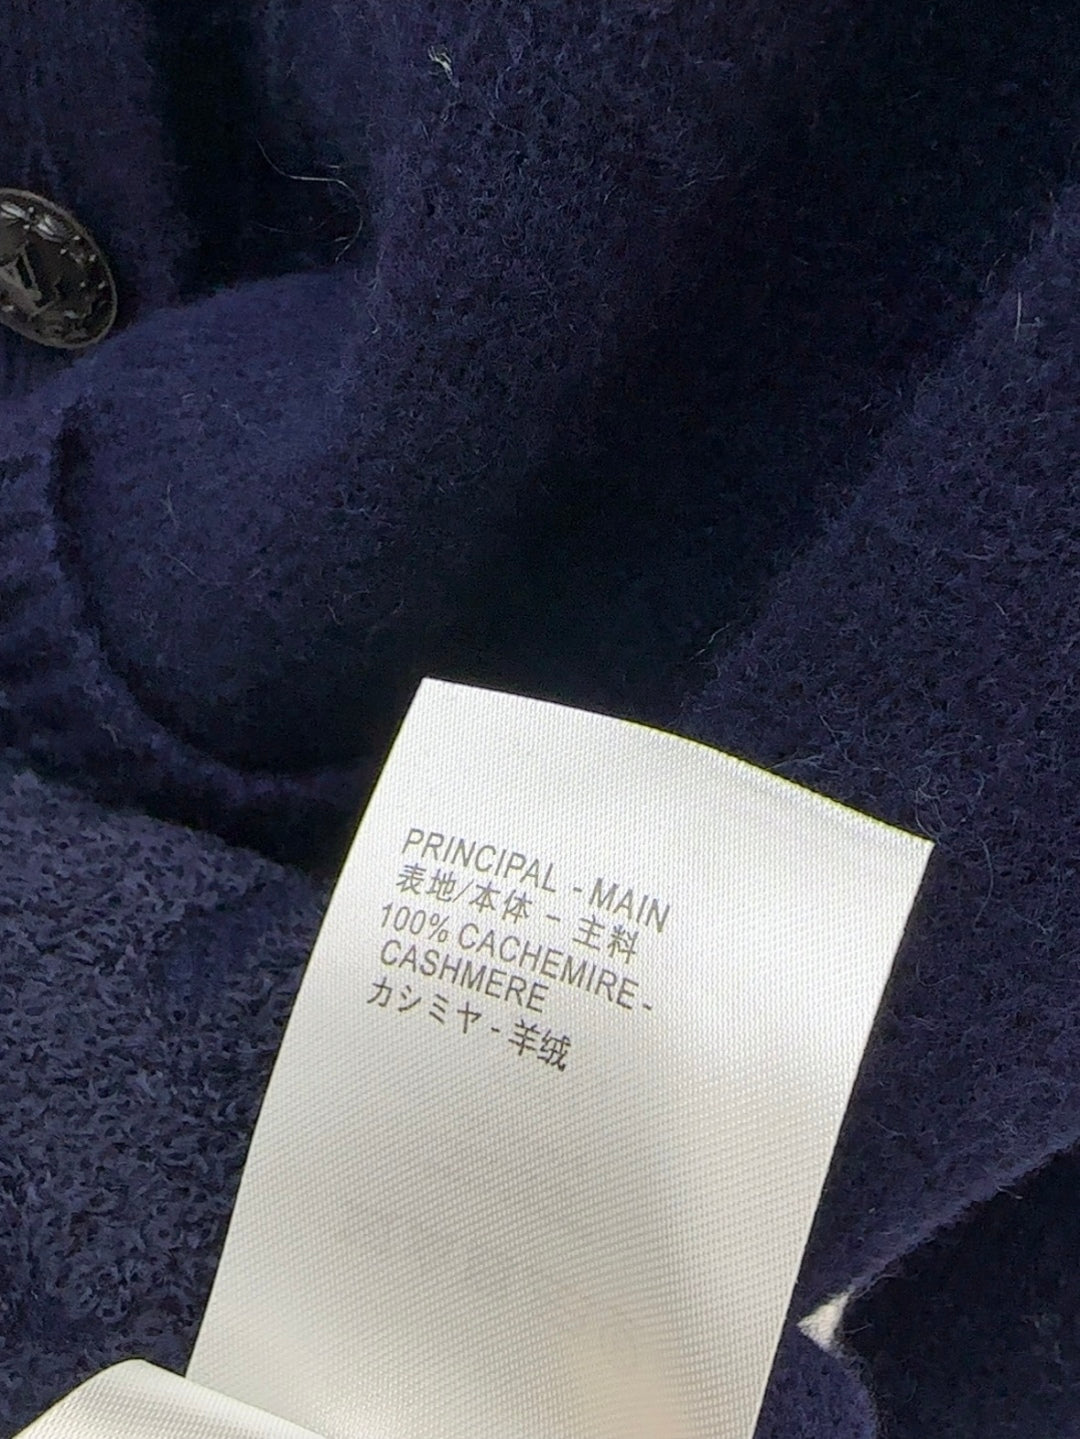 PRINCIPAL - MAIN
表地/本体 - 主料
100% CACHEMIRE -
CASHMERE
カシミヤ - 羊绒